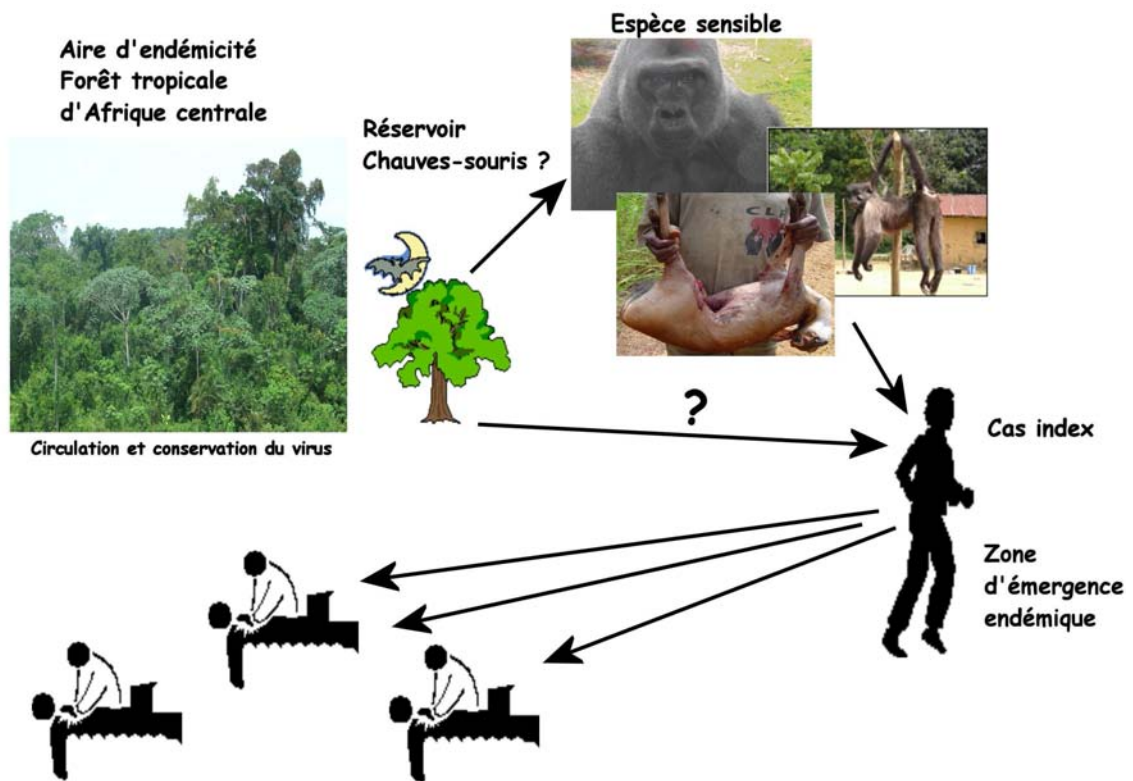 Aire d'endémicité
Forêt tropicale
d'Afrique centrale
Espèce sensible
Réservoir
Chauves-souris ?
Circulation et conservation du virus
?
Cas index
Zone
d'émergence
endémique